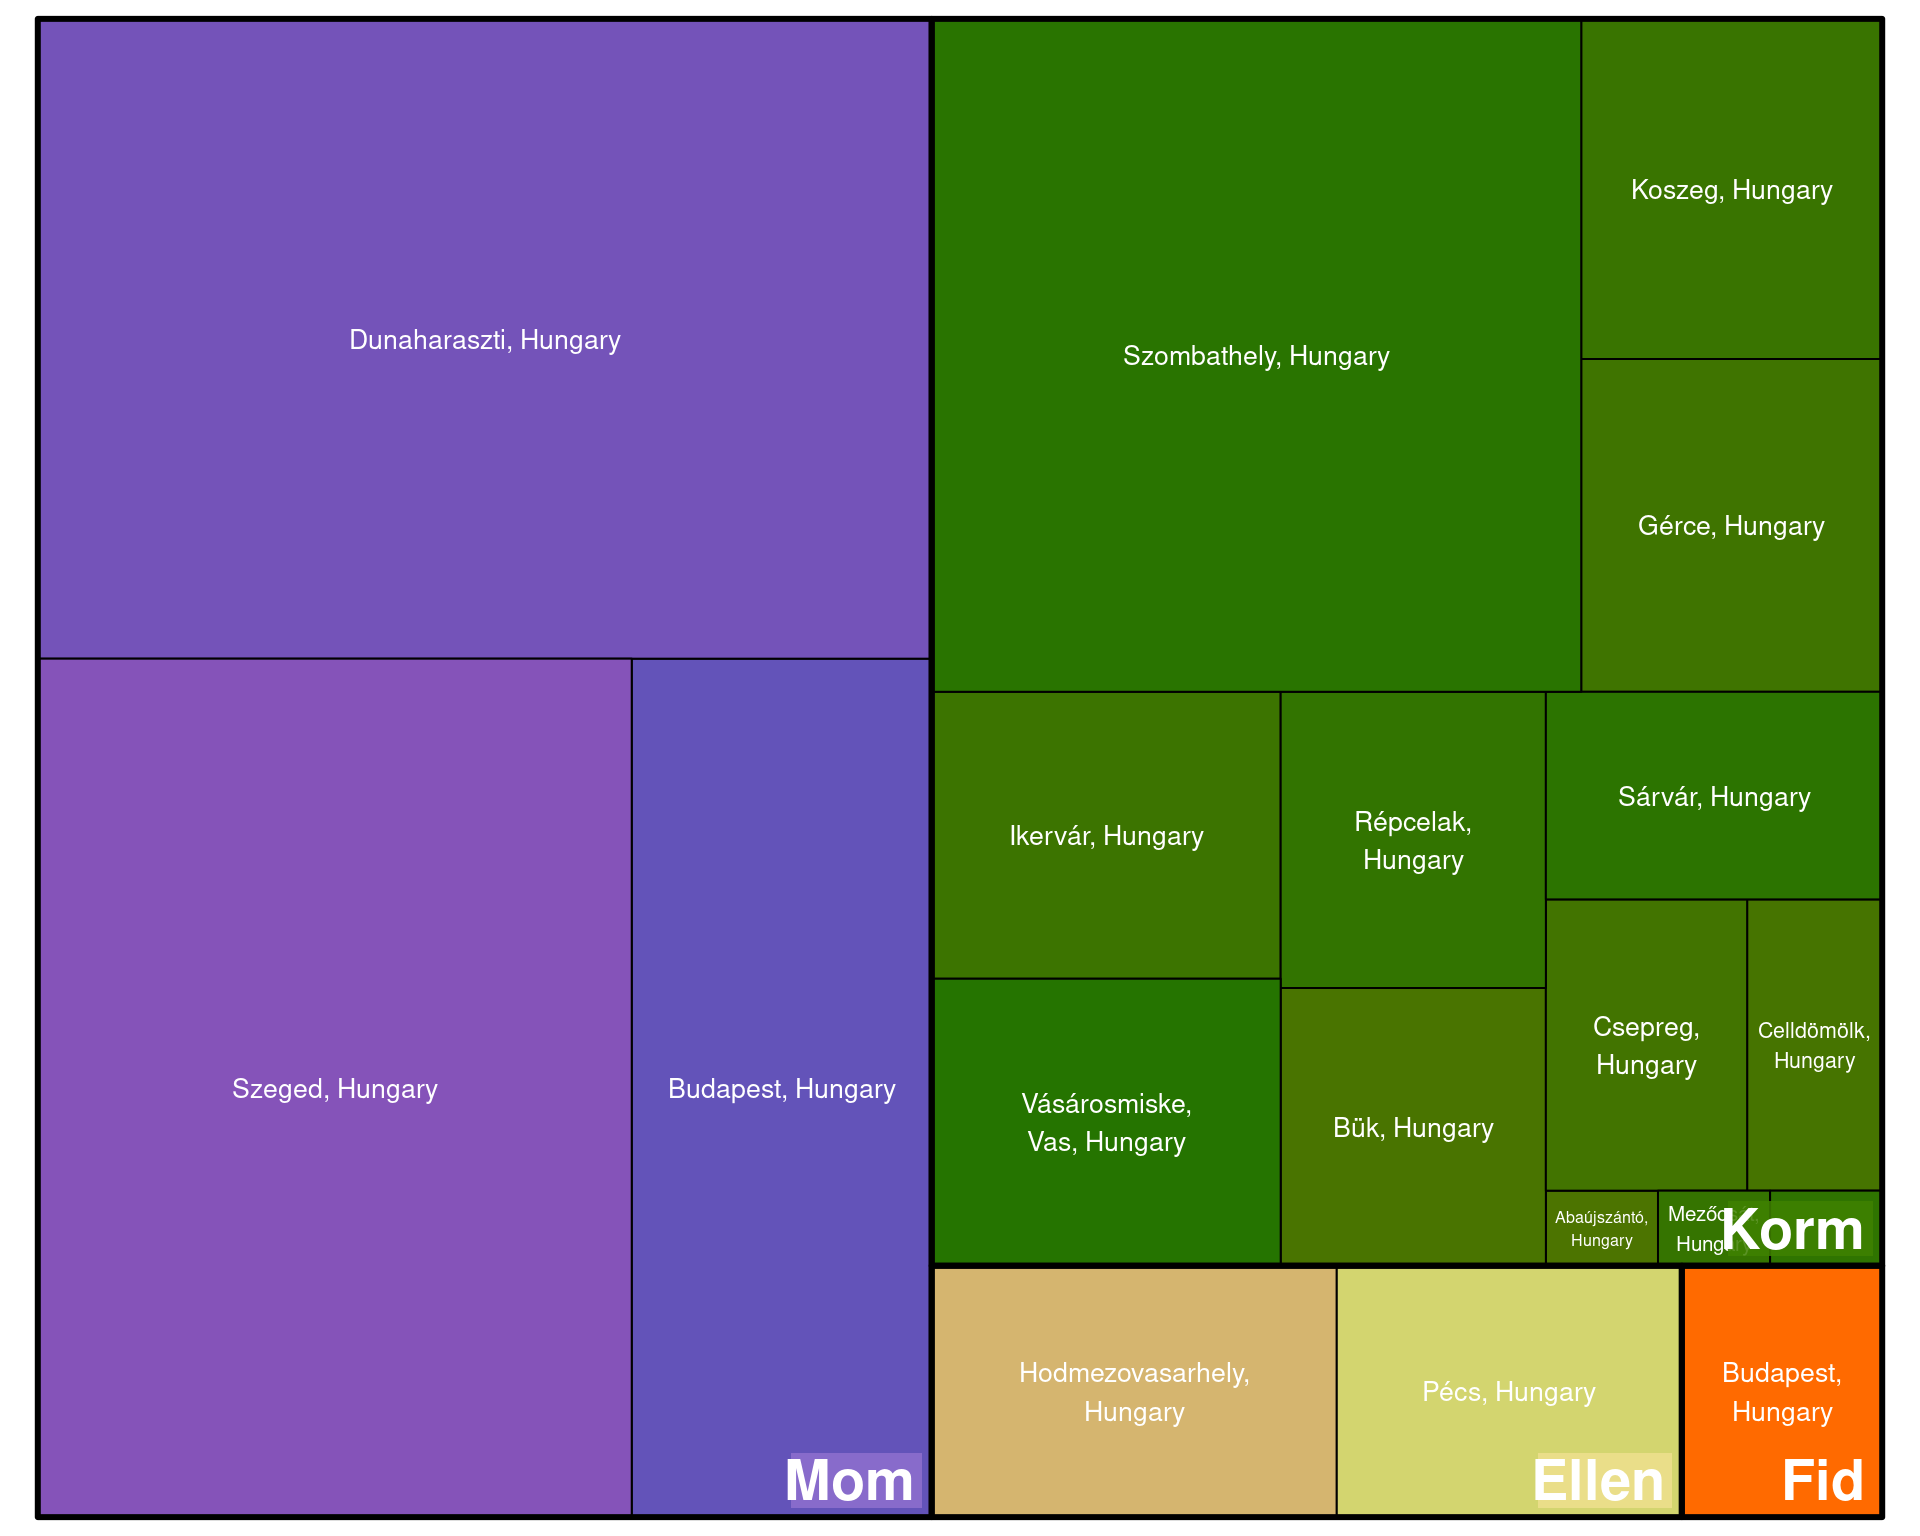 Dunaharaszti, Hungary
Szeged, Hungary
Budapest, Hungary
Mom
Szombathely, Hungary
Koszeg, Hungary
Gérce, Hungary
Ikervár, Hungary
Vásárosmiske,
Vas, Hungary
Répcelak,
Hungary
Bük, Hungary
Sárvár, Hungary
Csepreg,
Hungary
Celldömölk,
Hungary
Abaújszántó,
Hungary
Korm
Hodmezovasarhely,
Hungary
Pécs, Hungary
Ellen
Budapest,
Hungary
Fid